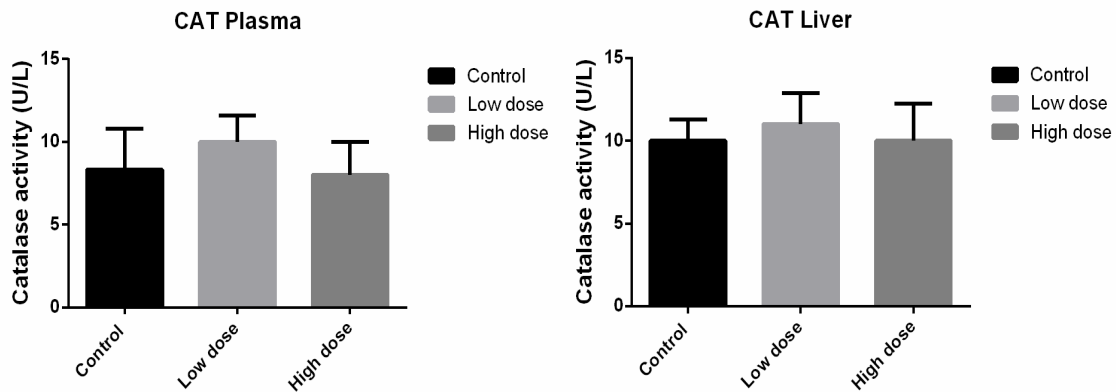 CAT Plasma
Catalase activity (U/L)
15
10
5
0
Control
Low dose
High dose
Control
Low dose
High dose
CAT Liver
Catalase activity (U/L)
15
10
5
0
Control
Low dose
High dose
Control
Low dose
High dose